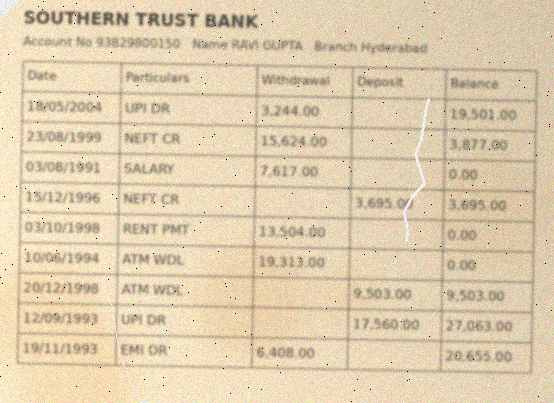 SOUTHERN TRUST BANK
Account No 93829800150 Name RAVI GUPTA Branch Hyderabad
Date Particulars Withdrawal Deposit Balance
18/05/2004 UPI DR 3,244.00 19,501.00
23/08/1999 NEFT CR 15,624.00 3,877.00
03/08/1991 SALARY 7,617.00 0.00
15/12/1996 NEFT CR 3,695.00 3,695.00
03/10/1998 RENT PMT 13,504.00 0.00
10/06/1994 ATM WDL 19,313.00 0.00
20/12/1998 ATM WDL 9,503.00 9,503.00
12/09/1993 UPI DR 17,560.00 27,063.00
19/11/1993 EMI DR 6,408.00 20,655.00